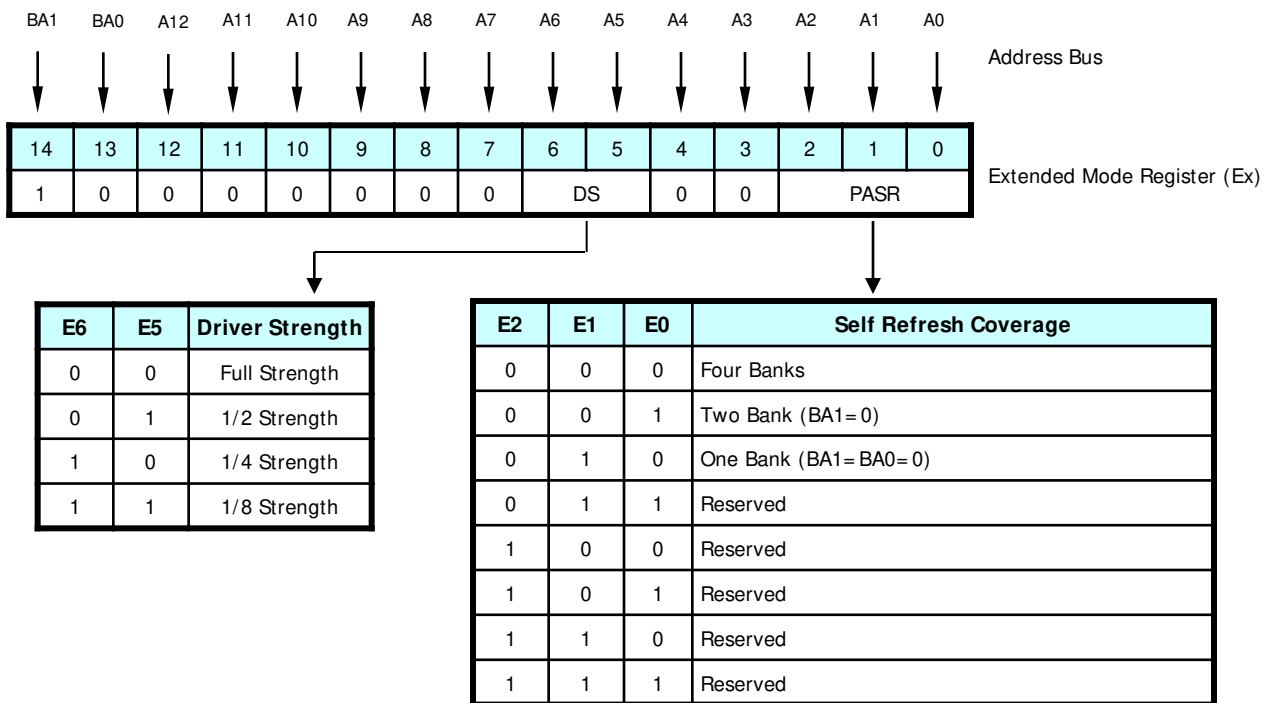 BA1 BA0 A12 A11 A10 A9 A8 A7 A6 A5 A4 A3 A2 A1 A0
Address Bus
14 13 12 11 10 9 8 7 6 5 4 3 2 1 0
1 0 0 0 0 0 0 0 DS 0 0 PASR
Extended Mode Register (Ex)
E6 E5 Driver Strength
0 0 Full Strength
0 1 1/2 Strength
1 0 1/4 Strength
1 1 1/8 Strength
E2 E1 E0 Self Refresh Coverage
0 0 0 Four Banks
0 0 1 Two Bank (BA1=0)
0 1 0 One Bank (BA1=BA0=0)
0 1 1 Reserved
1 0 0 Reserved
1 0 1 Reserved
1 1 0 Reserved
1 1 1 Reserved